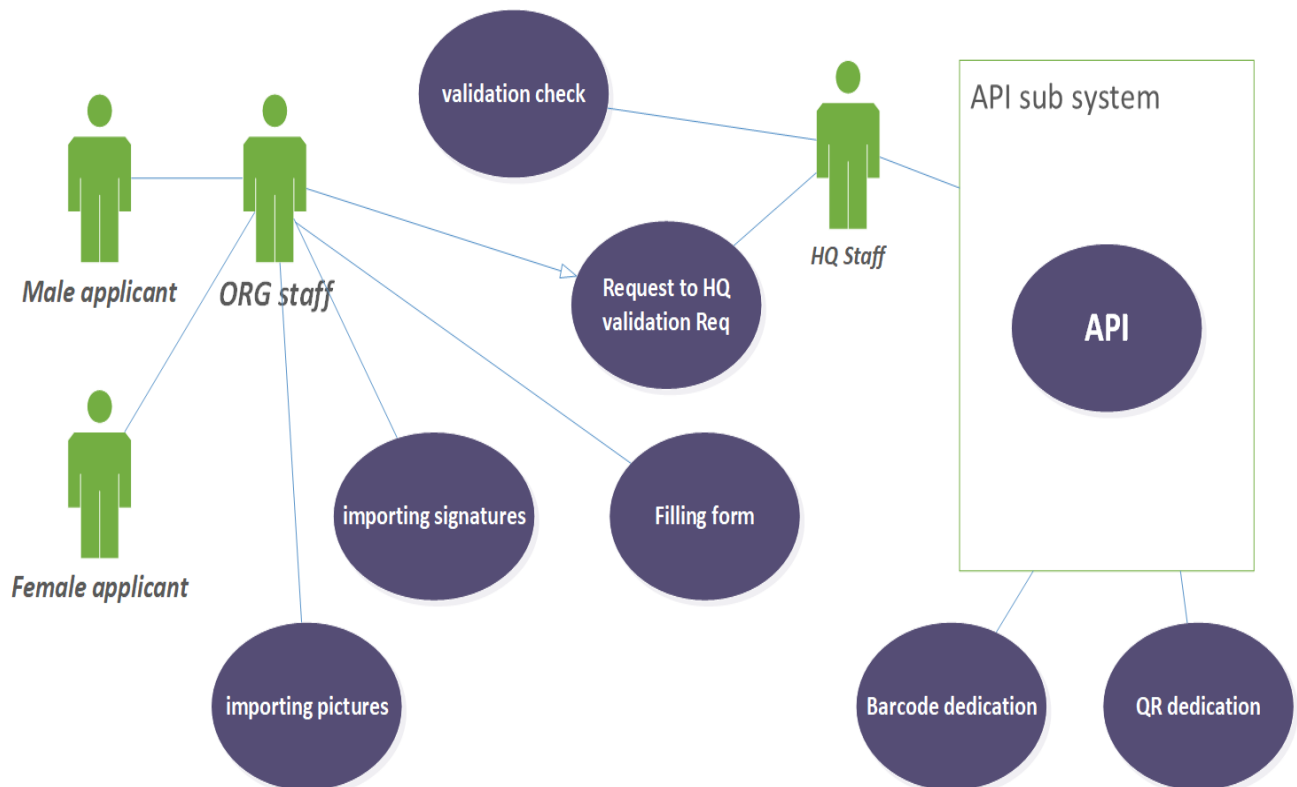 validation check
API sub system
HQ Staff
Male applicant
ORG staff
Request to HQ
validation Req
API
importing signatures
Filling form
Female applicant
importing pictures
Barcode dedication
QR dedication